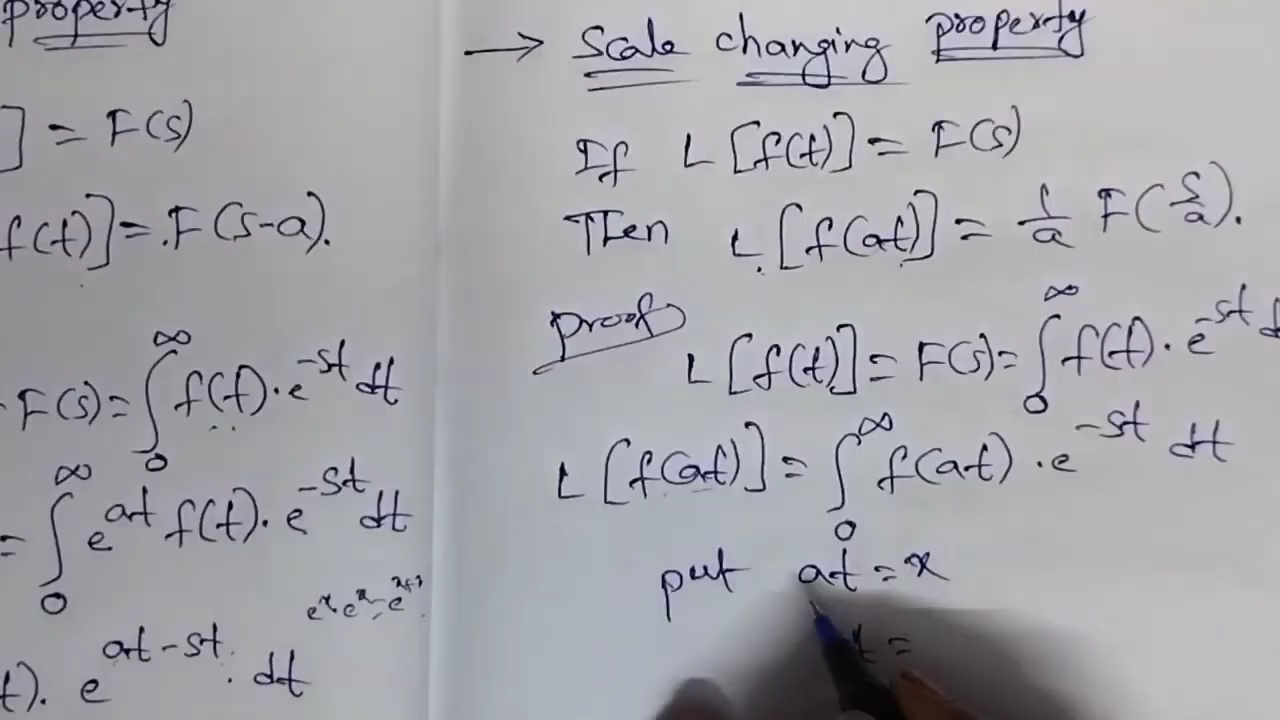 property
] = F(s)
f(t)] = F(s-a).
F(s) = ∫₀^∞ f(t)·e^-st dt
= ∫₀^∞ e^at f(t)·e^-st dt
e^x e^x = e^x+x
t). e^at-st. dt
→ Scale changing property
If L[f(t)] = F(s)
Then L[f(at)] = 1/a F(s/a).
Proof
L[f(t)] = F(s) = ∫₀^∞ f(t)·e^-st d
L[f(at)] = ∫₀^∞ f(at)·e^-st dt
put at = x
t =